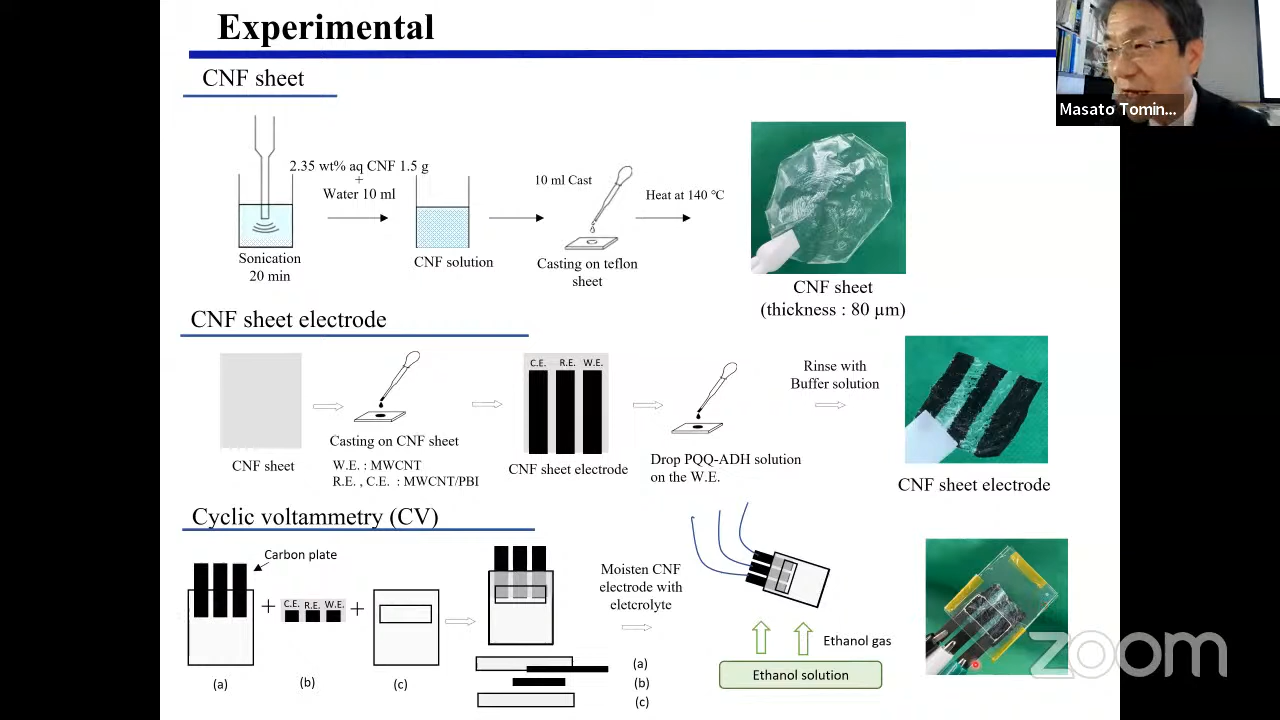 Experimental
Masato Tomin...
CNF sheet
2.35 wt% aq CNF 1.5 g
+
Water 10 ml
10 ml Cast
Heat at 140 ℃
Sonication
20 min
CNF solution
Casting on teflon
sheet
CNF sheet
(thickness : 80 μm)
CNF sheet electrode
C.E. R.E. W.E.
Rinse with
Buffer solution
Casting on CNF sheet
CNF sheet
W.E. : MWCNT
R.E. , C.E. : MWCNT/PBI
CNF sheet electrode
Drop PQQ-ADH solution
on the W.E.
CNF sheet electrode
Cyclic voltammetry (CV)
Carbon plate
+
C.E. R.E. W.E.
+
Moisten CNF
electrode with
eletcrolyte
Ethanol gas
Ethanol solution
(a)
(b)
(c)
(a)
(b)
(c)
zoom